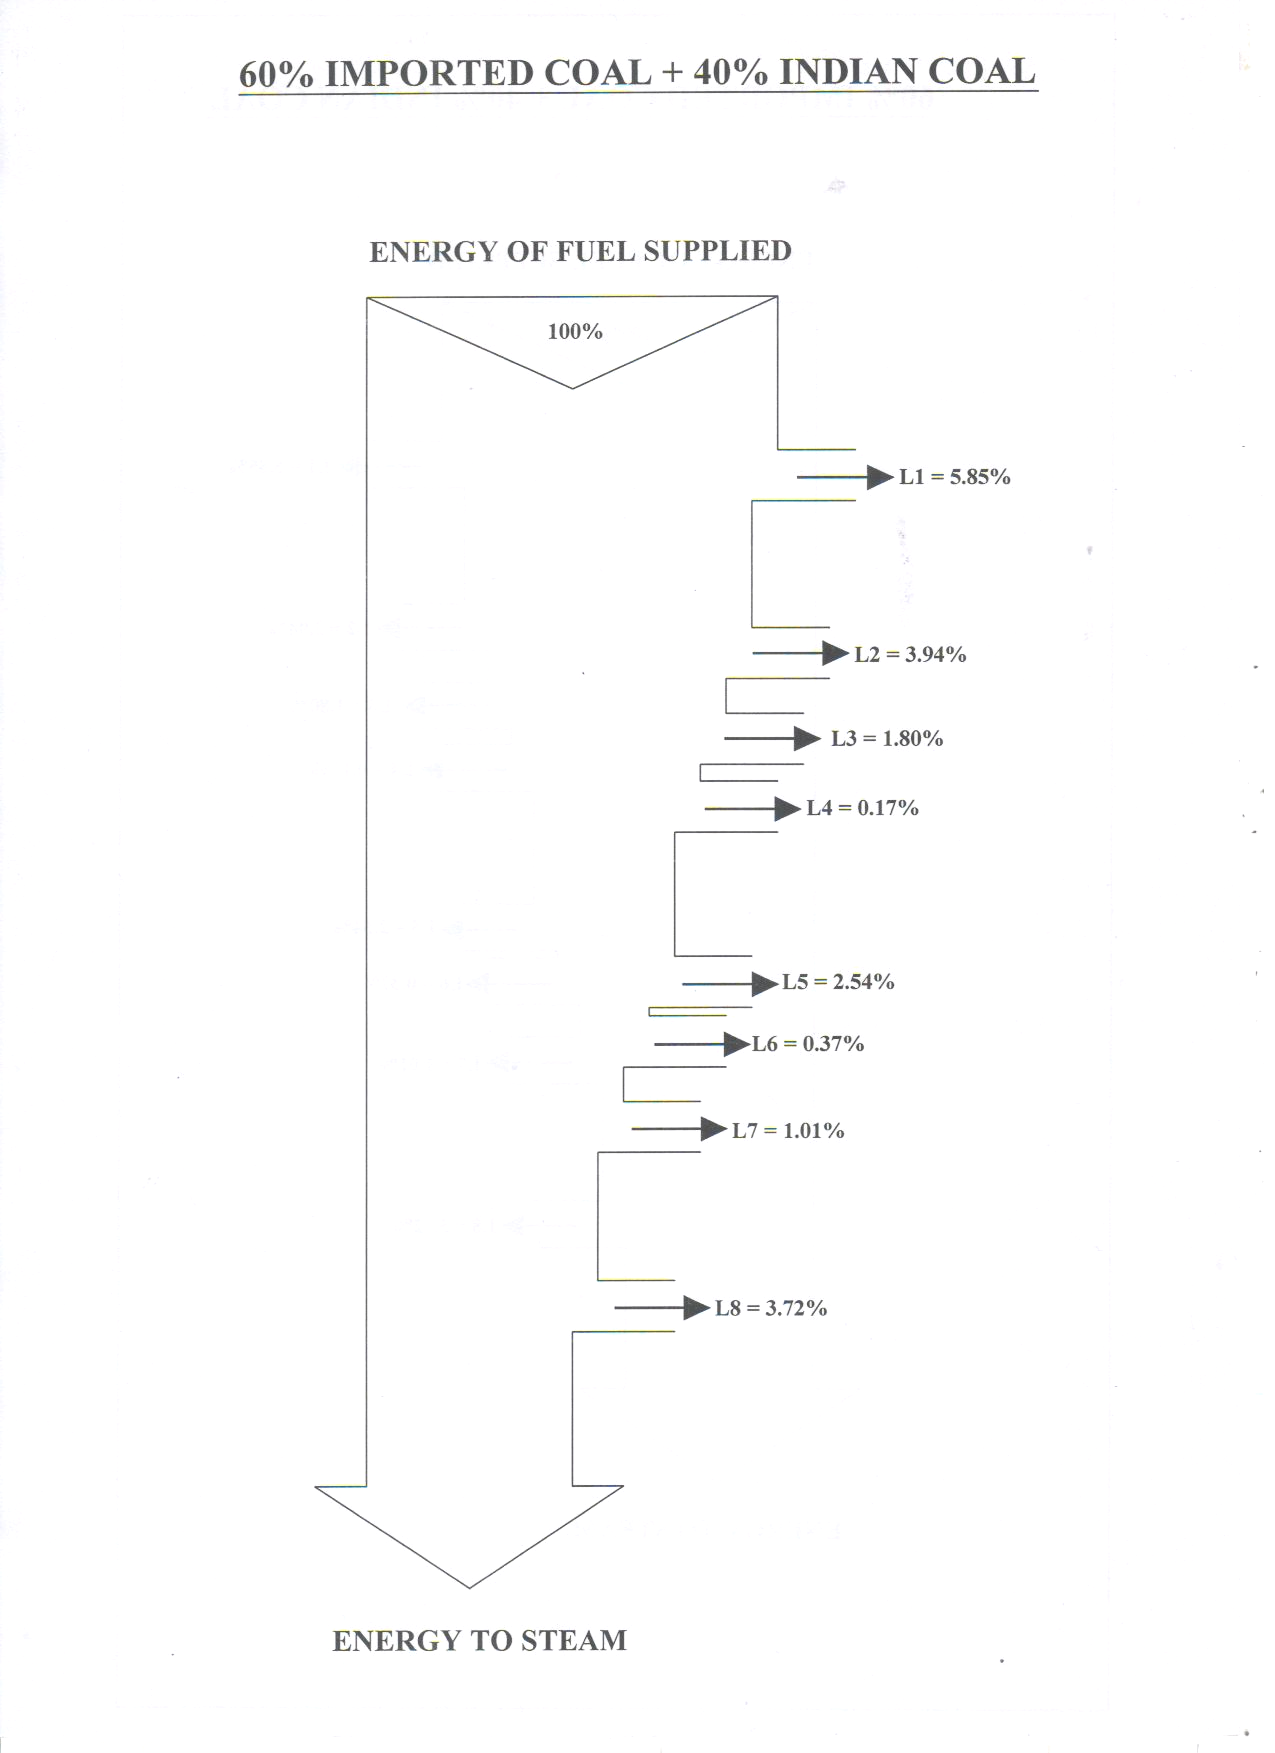 60% IMPORTED COAL + 40% INDIAN COAL
ENERGY OF FUEL SUPPLIED
100%
L1 = 5.85%
L2 = 3.94%
L3 = 1.80%
L4 = 0.17%
L5 = 2.54%
L6 = 0.37%
L7 = 1.01%
L8 = 3.72%
ENERGY TO STEAM